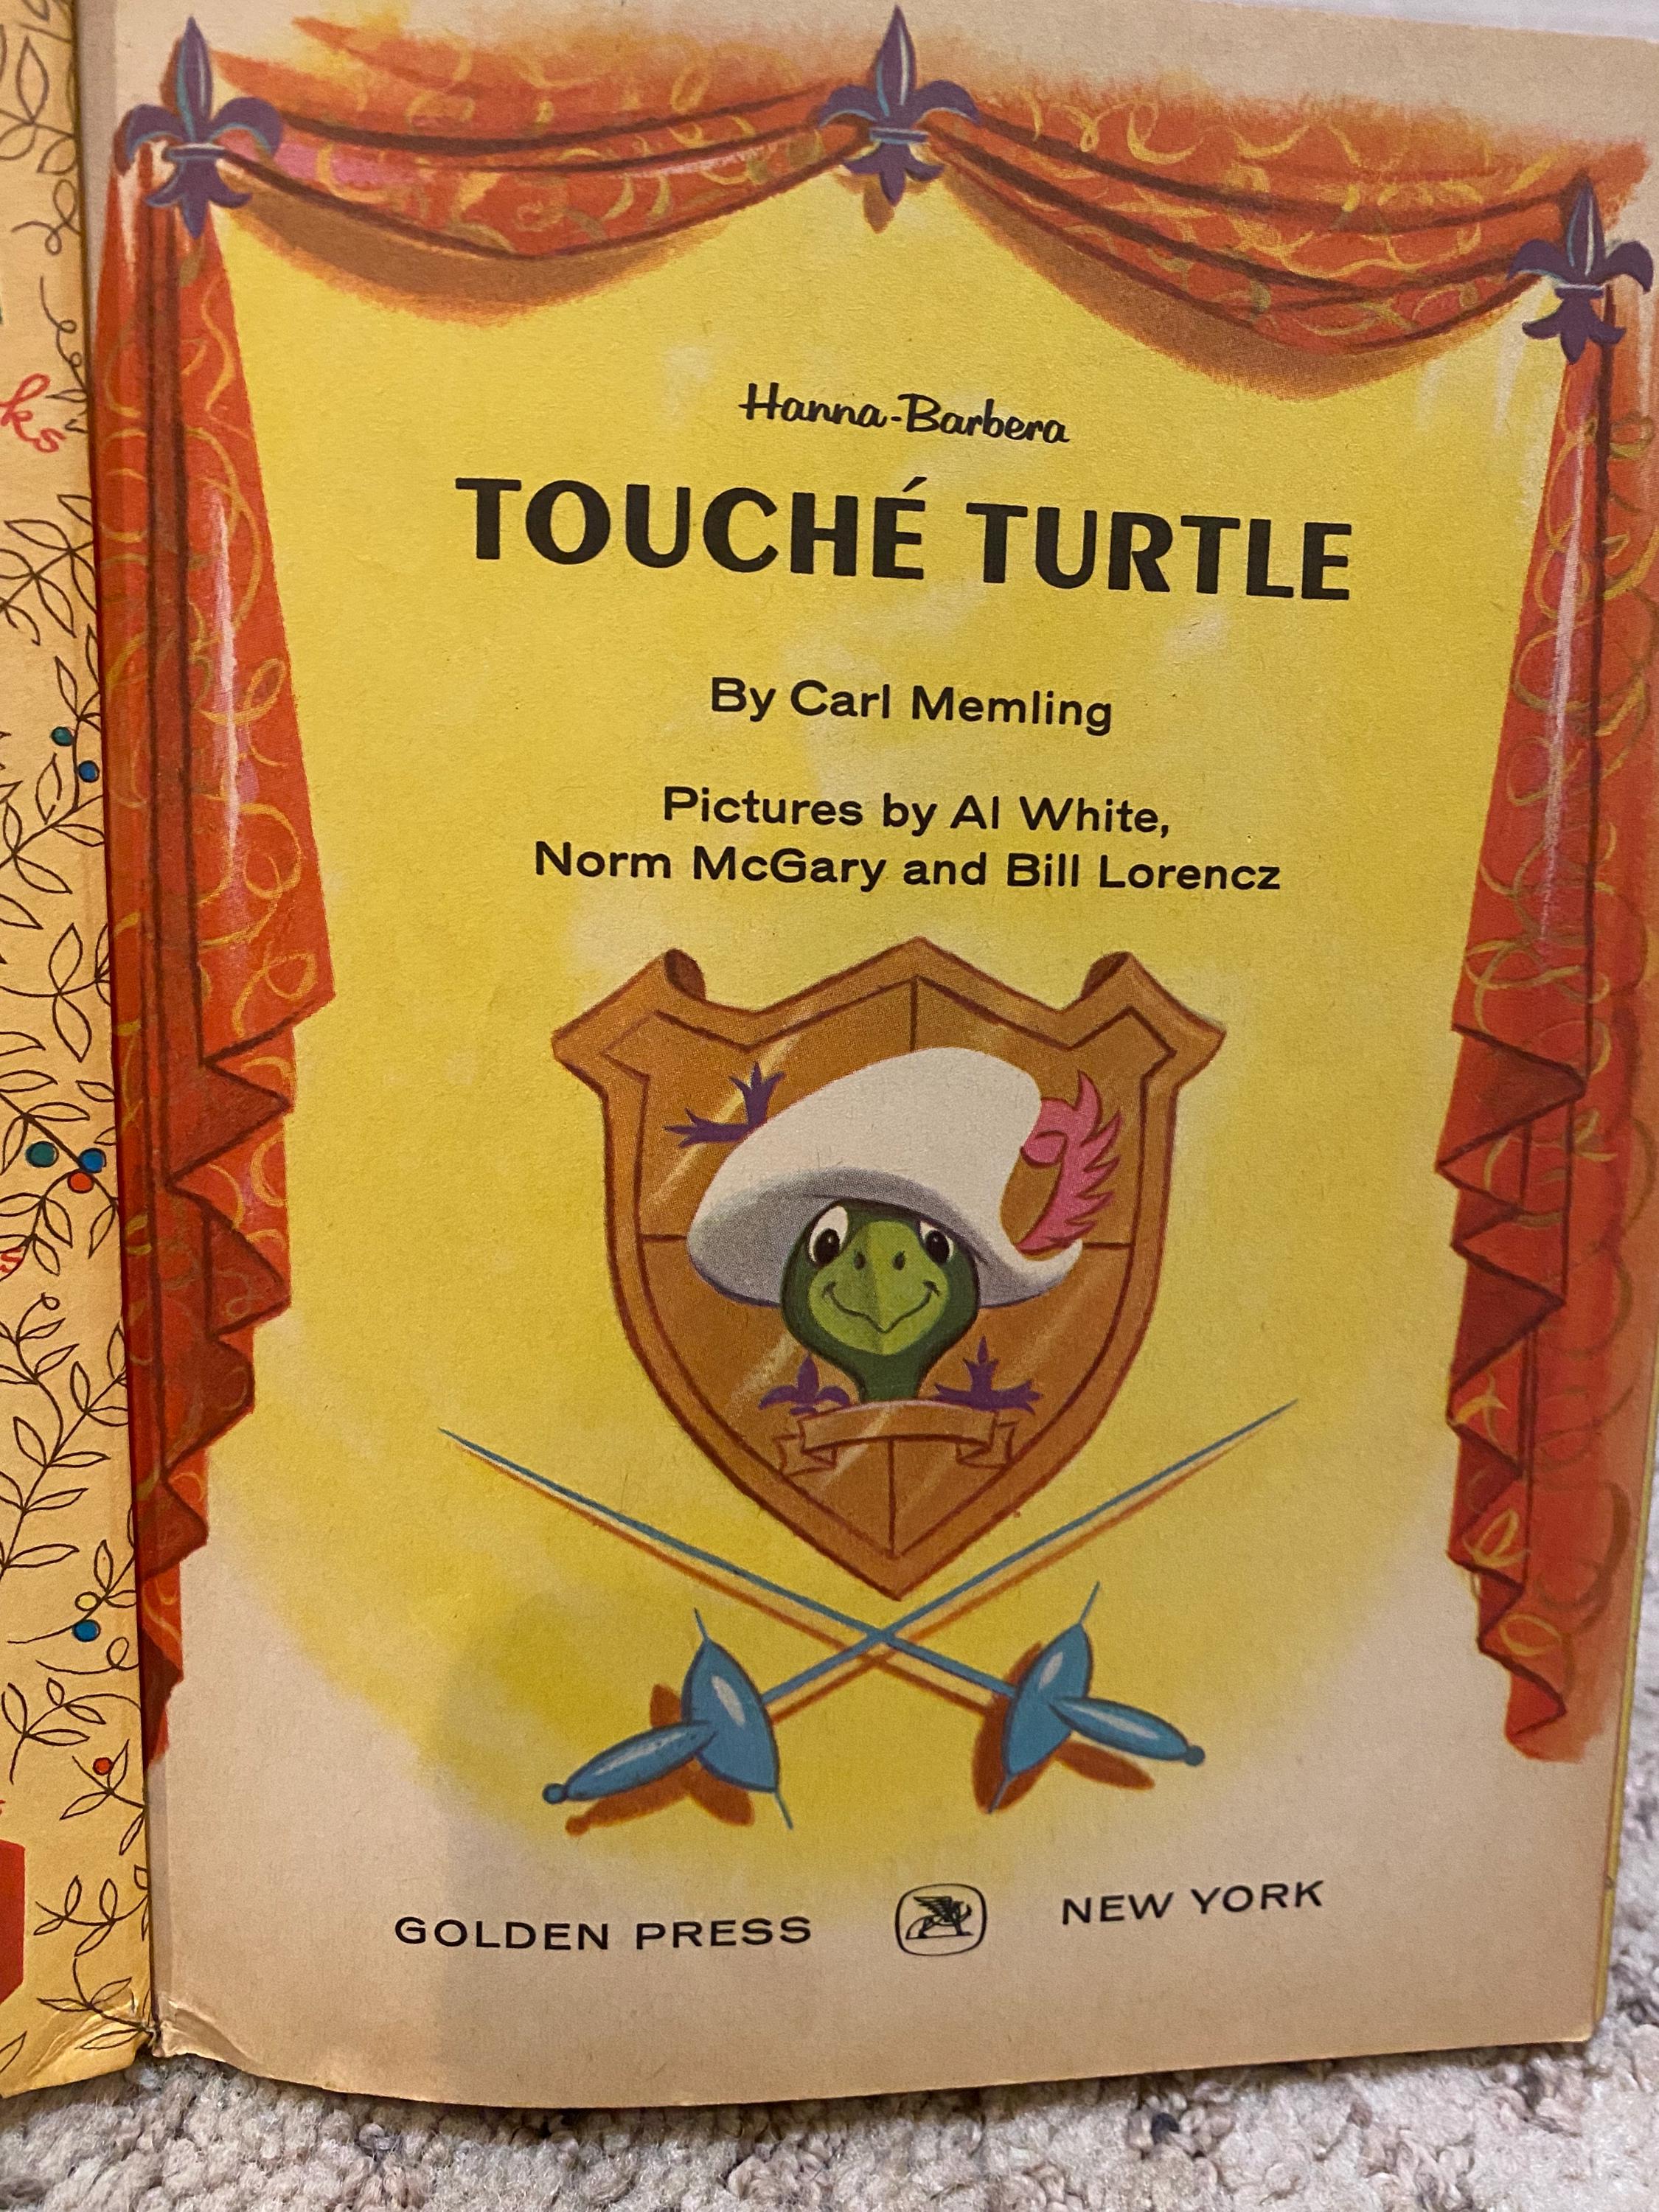 ks
Hanna-Barbera
TOUCHÉ TURTLE
By Carl Memling
Pictures by Al White,
Norm McGary and Bill Lorencz
GOLDEN PRESS NEW YORK